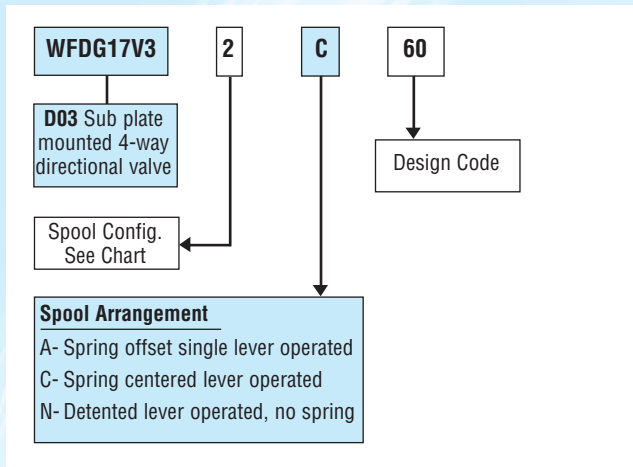 WFDG17V3 2 C 60
D03 Sub plate
mounted 4-way
directional valve
Design Code
Spool Config.
See Chart
Spool Arrangement
A- Spring offset single lever operated
C- Spring centered lever operated
N- Detented lever operated, no spring